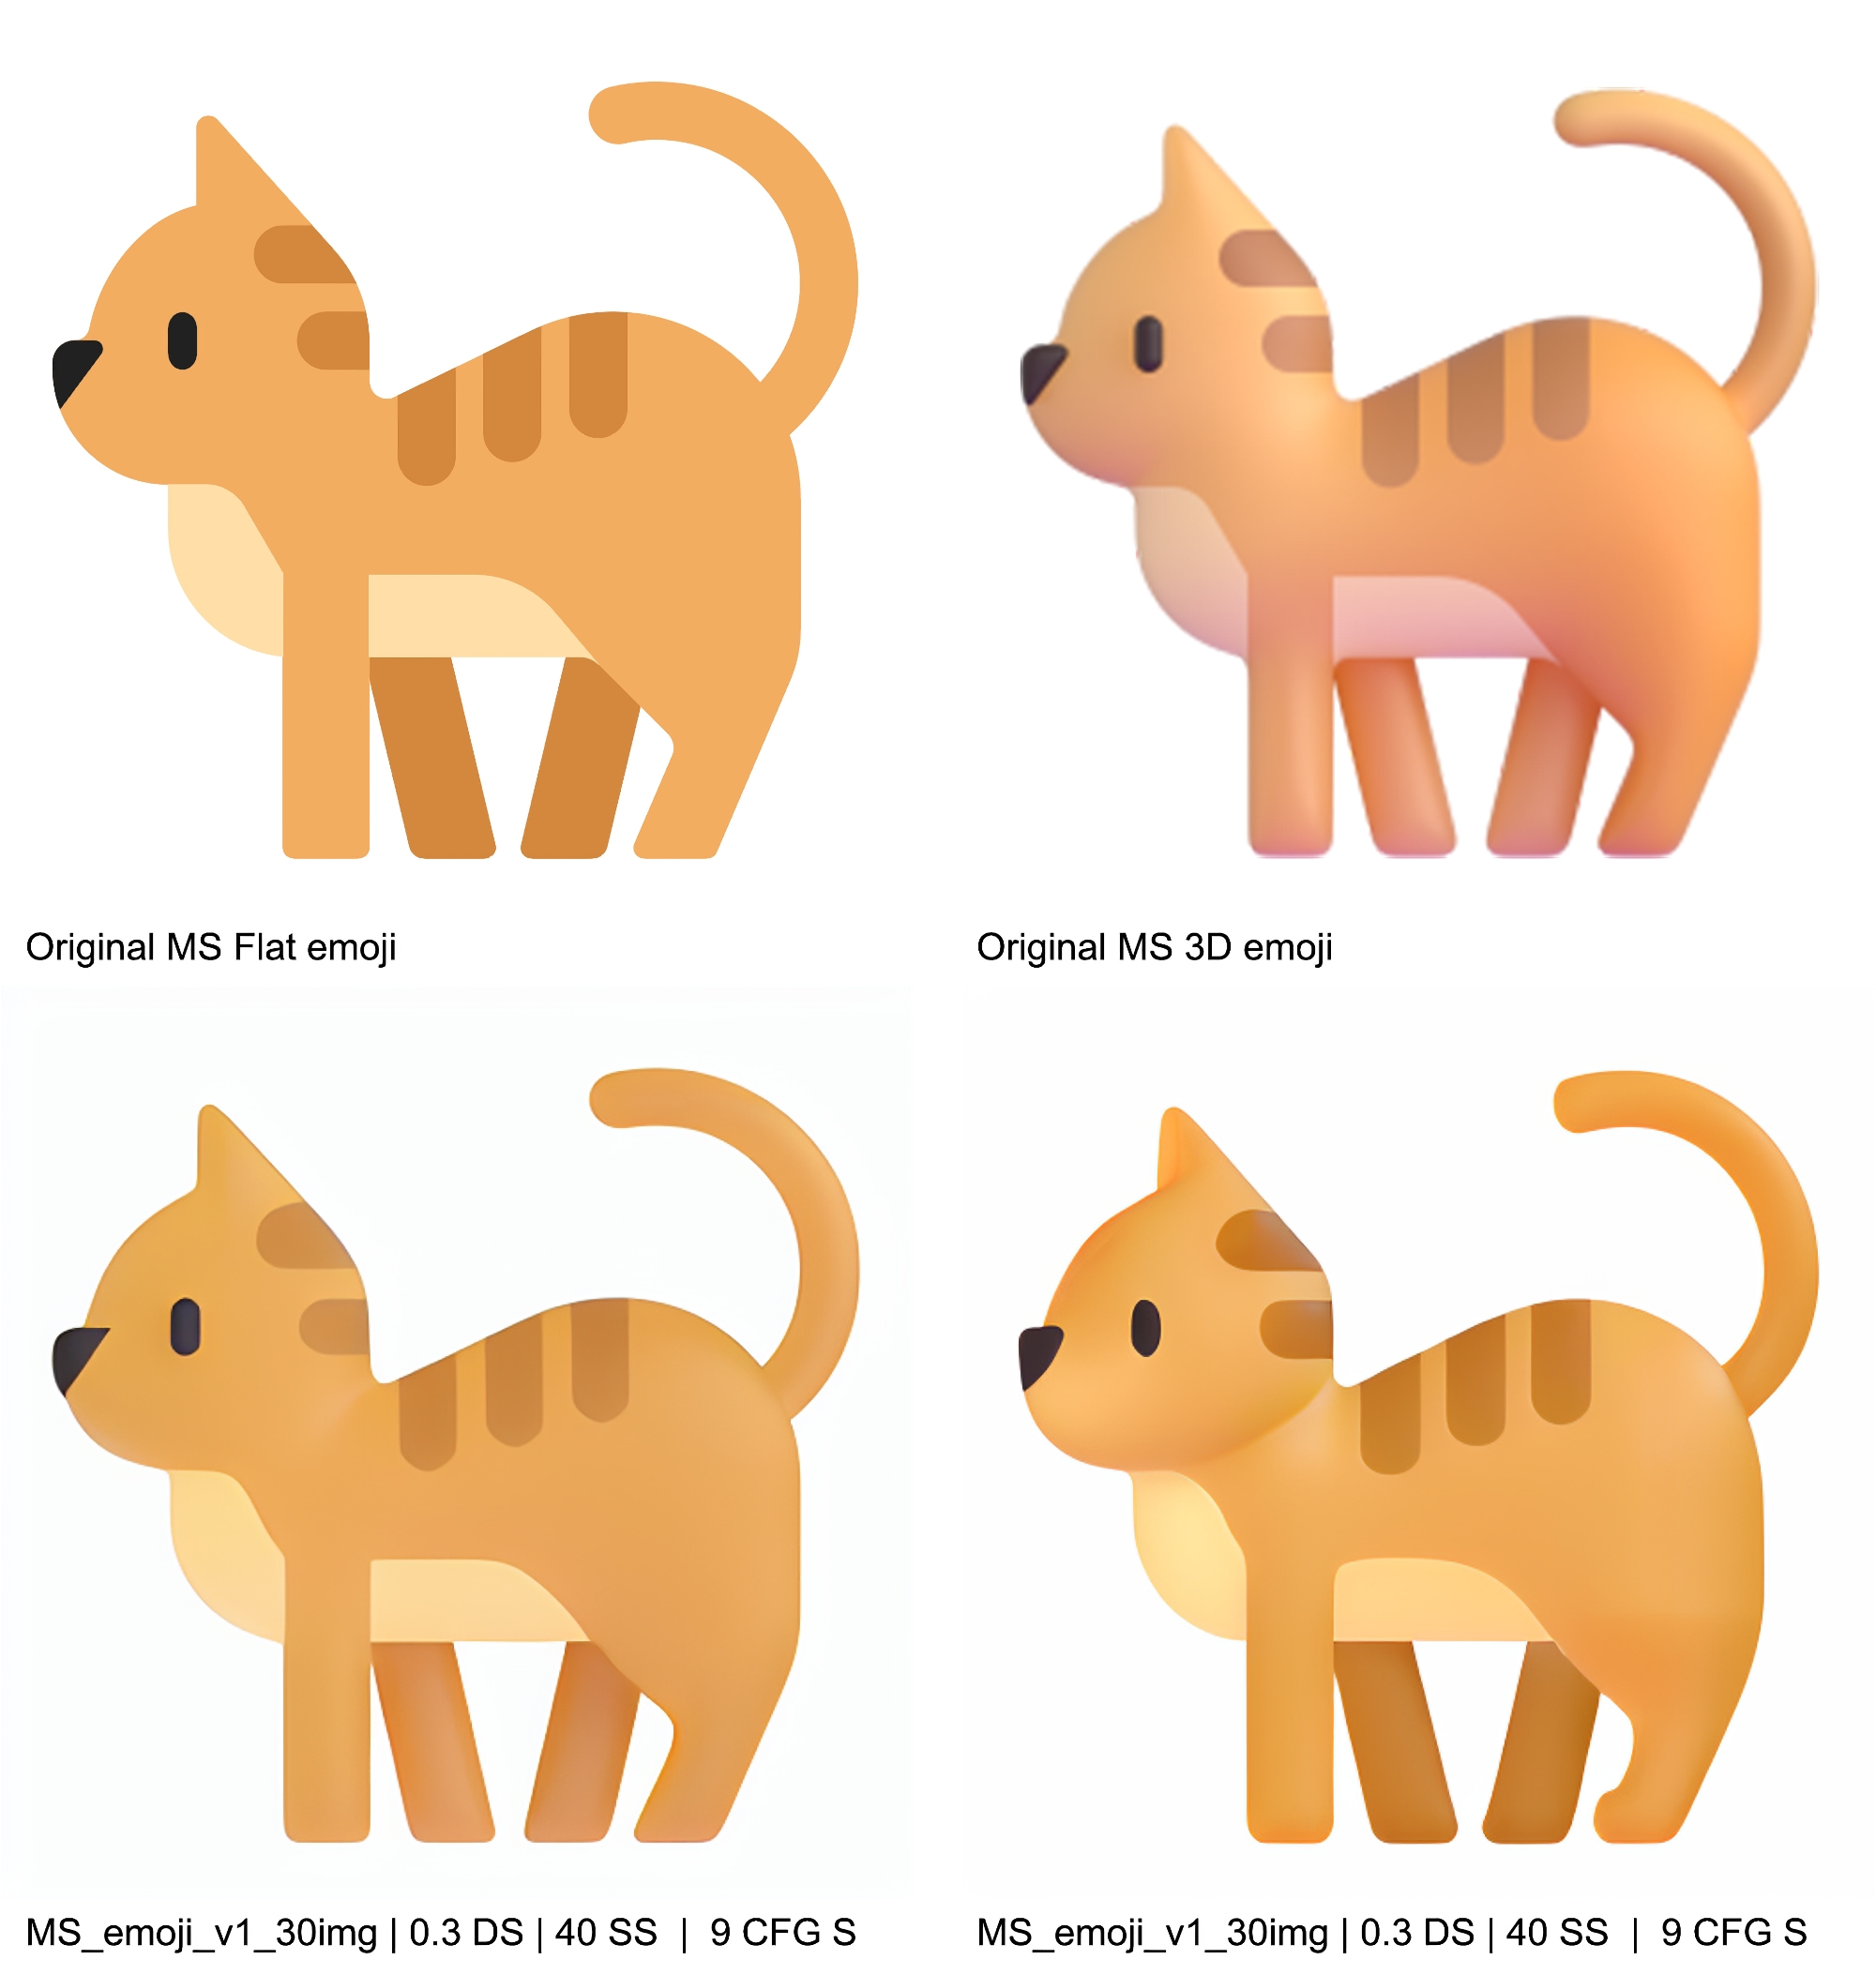 Original MS Flat emoji
Original MS 3D emoji
MS_emoji_v1_30img | 0.3 DS | 40 SS | 9 CFG S
MS_emoji_v1_30img | 0.3 DS | 40 SS | 9 CFG S